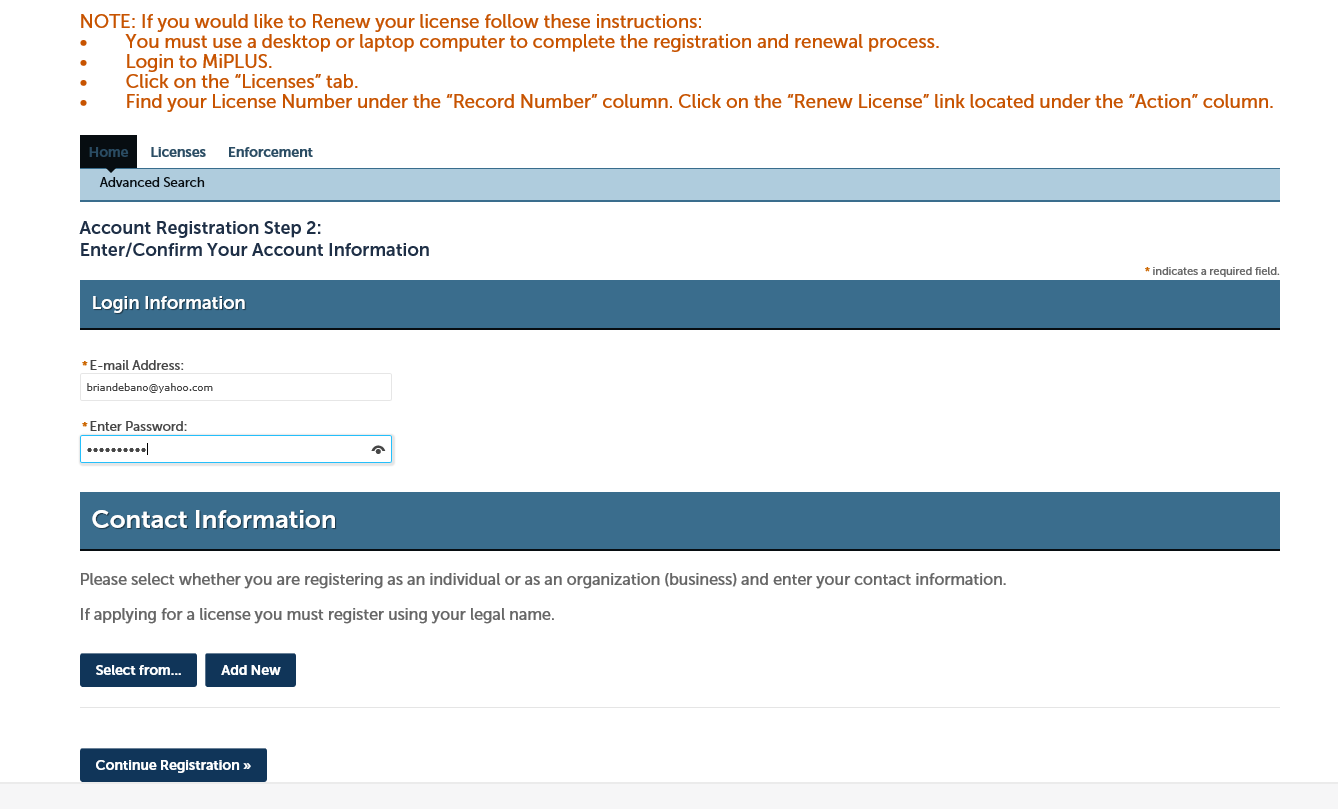 NOTE: If you would like to Renew your license follow these instructions:
• You must use a desktop or laptop computer to complete the registration and renewal process.
• Login to MiPLUS.
• Click on the “Licenses” tab.
• Find your License Number under the “Record Number” column. Click on the “Renew License” link located under the “Action” column.
Home Licenses Enforcement
Advanced Search
Account Registration Step 2:
Enter/Confirm Your Account Information
* indicates a required field.
Login Information
* E-mail Address:
briandebano@yahoo.com
* Enter Password:
••••••••••
Contact Information
Please select whether you are registering as an individual or as an organization (business) and enter your contact information.
If applying for a license you must register using your legal name.
Select from... Add New
Continue Registration »